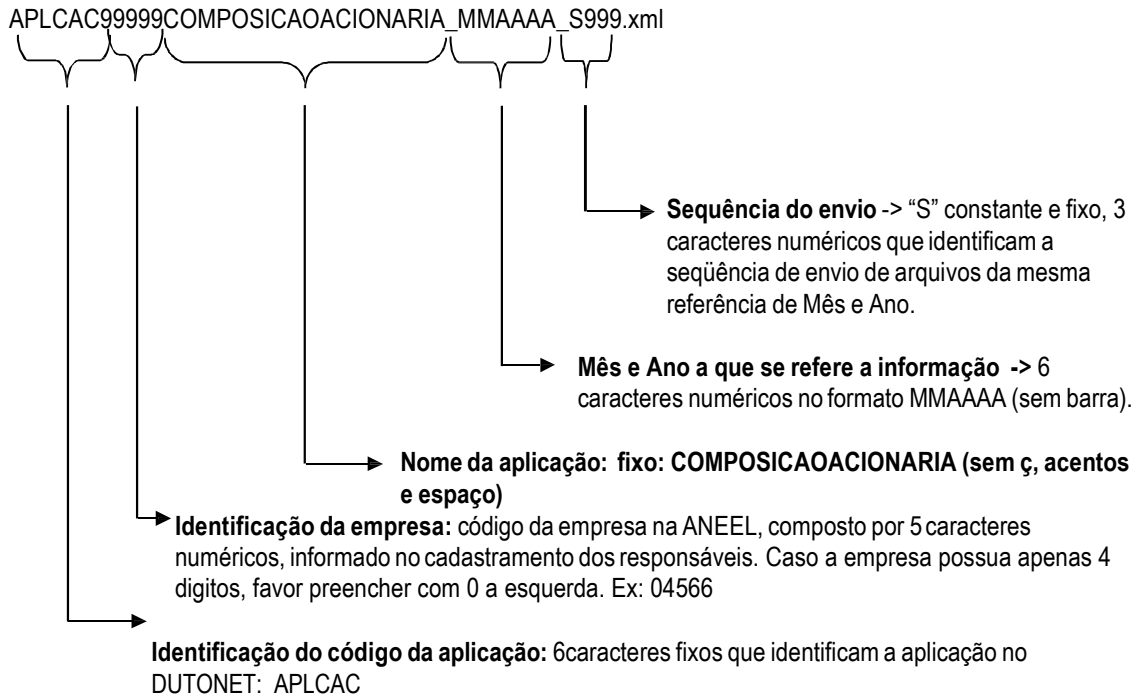 APLCAC99999COMPOSICAOACIONARIA_MMAAAA_S999.xml
Sequência do envio -> “S” constante e fixo, 3
caracteres numéricos que identificam a
seqüência de envio de arquivos da mesma
referência de Mês e Ano.
Mês e Ano a que se refere a informação -> 6
caracteres numéricos no formato MMAAAA (sem barra).
Nome da aplicação: fixo: COMPOSICAOACIONARIA (sem ç, acentos
e espaço)
Identificação da empresa: código da empresa na ANEEL, composto por 5 caracteres
numéricos, informado no cadastramento dos responsáveis. Caso a empresa possua apenas 4
digitos, favor preencher com 0 a esquerda. Ex: 04566
Identificação do código da aplicação: 6caracteres fixos que identificam a aplicação no
DUTONET: APLCAC